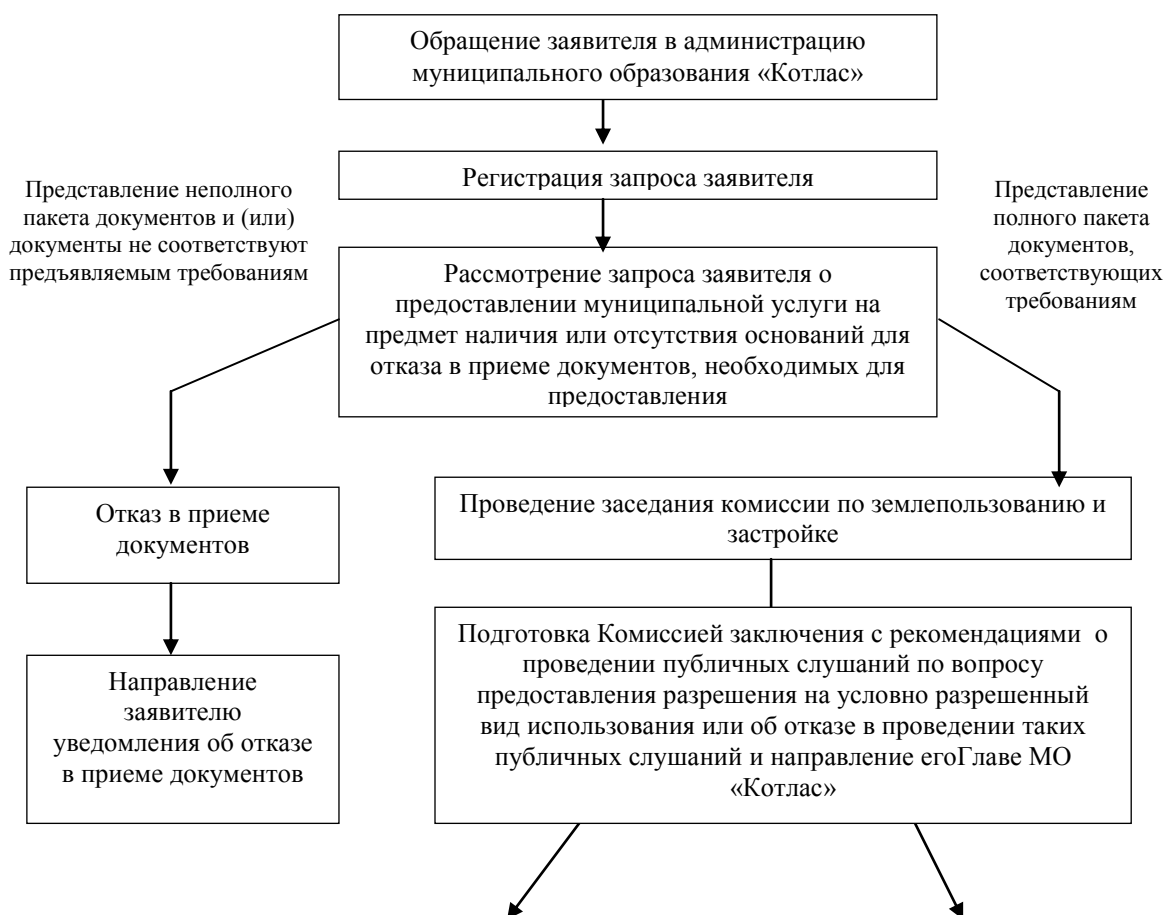 Обращение заявителя в администрацию
муниципального образования «Котлас»
Регистрация запроса заявителя
Представление неполного
пакета документов и (или)
документы не соответствуют
предъявляемым требованиям
Представление
полного пакета
документов,
соответствующих
требованиям
Рассмотрение запроса заявителя о
предоставлении муниципальной услуги на
предмет наличия или отсутствия оснований для
отказа в приеме документов, необходимых для
предоставления
Отказ в приеме
документов
Проведение заседания комиссии по землепользованию и
застройке
Направление
заявителю
уведомления об отказе
в приеме документов
Подготовка Комиссией заключения с рекомендациями о
проведении публичных слушаний по вопросу
предоставления разрешения на условно разрешенный
вид использования или об отказе в проведении таких
публичных слушаний и направление егоГлаве МО
«Котлас»